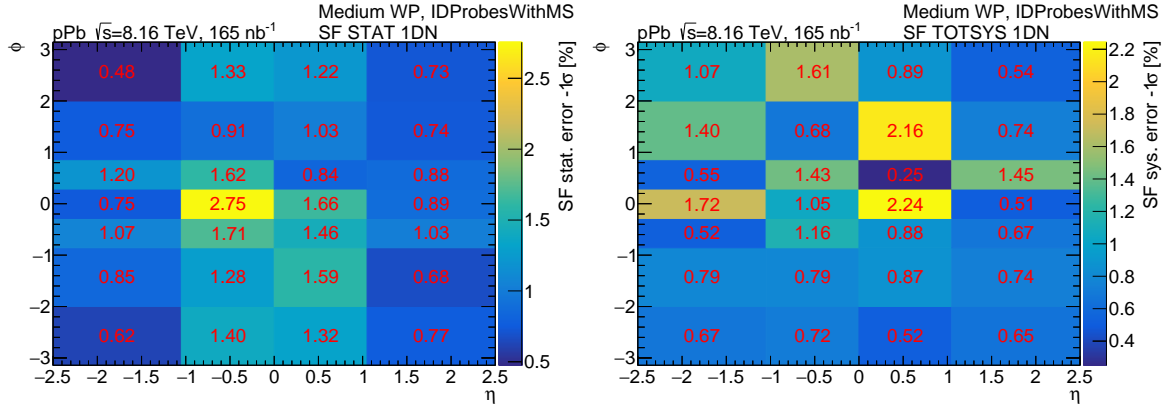 Medium WP, IDProbesWithMS
pPb √s=8.16 TeV, 165 nb⁻¹ SF STAT 1DN
ϕ
3
2
1
0
−1
−2
−3
0.48 1.33 1.22 0.73
0.75 0.91 1.03 0.74
1.20 1.62 0.84 0.88
0.75 2.75 1.66 0.89
1.07 1.71 1.46 1.03
0.85 1.28 1.59 0.68
0.62 1.40 1.32 0.77
−2.5 −2 −1.5 −1 −0.5 0 0.5 1 1.5 2 2.5
η
2.5
2
1.5
1
0.5
SF stat. error -1σ [%]
Medium WP, IDProbesWithMS
pPb √s=8.16 TeV, 165 nb⁻¹ SF TOTSYS 1DN
ϕ
3
2
1
0
−1
−2
−3
1.07 1.61 0.89 0.54
1.40 0.68 2.16 0.74
0.55 1.43 0.25 1.45
1.72 1.05 2.24 0.51
0.52 1.16 0.88 0.67
0.79 0.79 0.87 0.74
0.67 0.72 0.52 0.65
−2.5 −2 −1.5 −1 −0.5 0 0.5 1 1.5 2 2.5
η
2.2
2
1.8
1.6
1.4
1.2
1
0.8
0.6
0.4
SF sys. error -1σ [%]